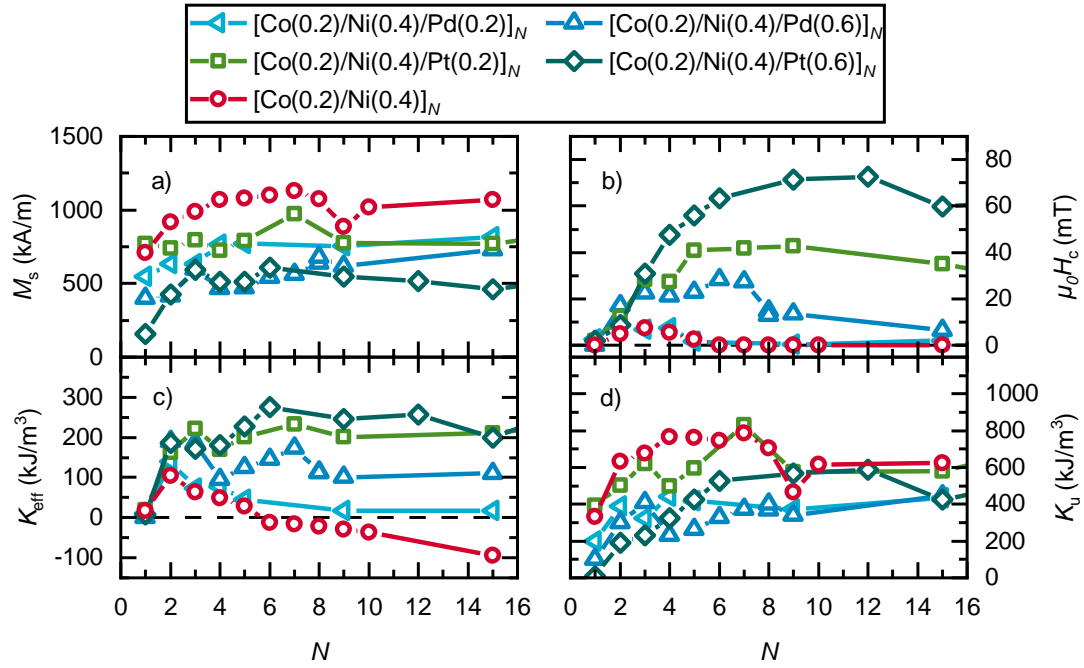 [Co(0.2)/Ni(0.4)/Pd(0.2)]N [Co(0.2)/Ni(0.4)/Pd(0.6)]N
[Co(0.2)/Ni(0.4)/Pt(0.2)]N [Co(0.2)/Ni(0.4)/Pt(0.6)]N
[Co(0.2)/Ni(0.4)]N
1500
1000
500
0
Ms (kA/m)
a)
80
60
40
20
0
μ0Hc (mT)
b)
300
200
100
0
-100
Keff (kJ/m³)
c)
0 2 4 6 8 10 12 14 16
N
1000
800
600
400
200
0
Ku (kJ/m³)
d)
0 2 4 6 8 10 12 14 16
N